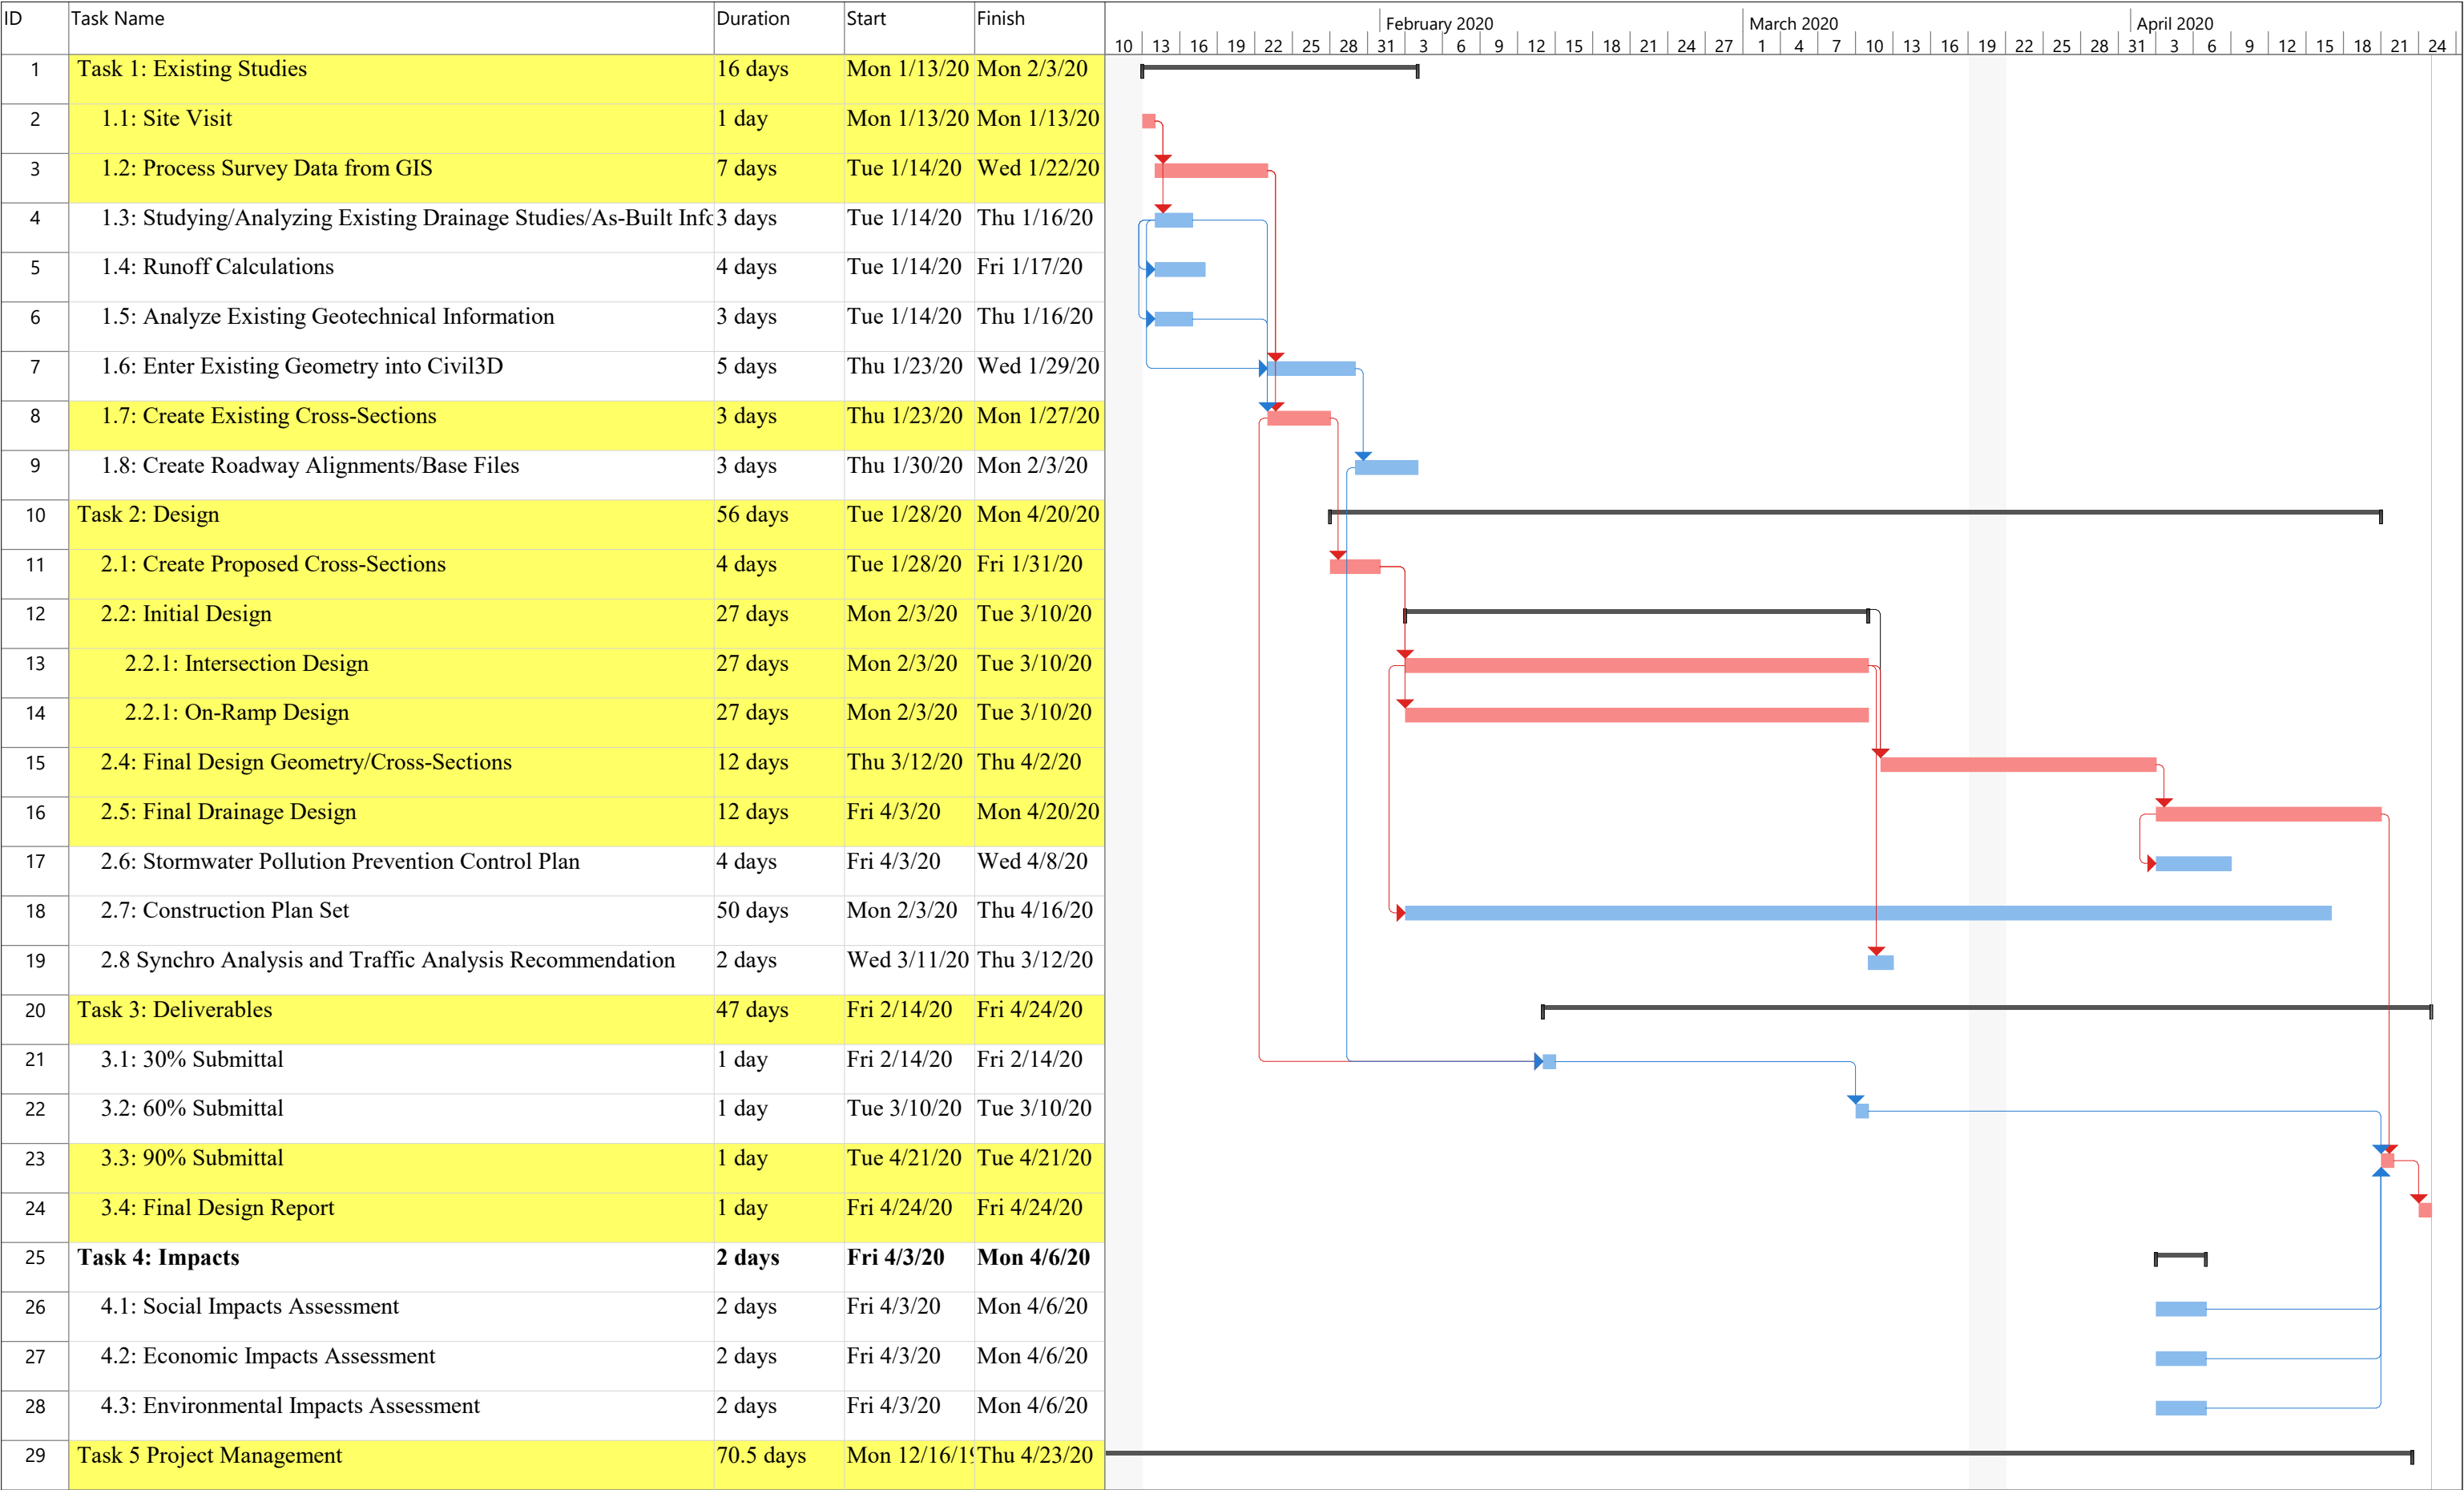 ID Task Name Duration Start Finish
February 2020 March 2020 April 2020
10 13 16 19 22 25 28 31 3 6 9 12 15 18 21 24 27 1 4 7 10 13 16 19 22 25 28 31 3 6 9 12 15 18 21 24
1 Task 1: Existing Studies 16 days Mon 1/13/20 Mon 2/3/20
2 1.1: Site Visit 1 day Mon 1/13/20 Mon 1/13/20
3 1.2: Process Survey Data from GIS 7 days Tue 1/14/20 Wed 1/22/20
4 1.3: Studying/Analyzing Existing Drainage Studies/As-Built Info 3 days Tue 1/14/20 Thu 1/16/20
5 1.4: Runoff Calculations 4 days Tue 1/14/20 Fri 1/17/20
6 1.5: Analyze Existing Geotechnical Information 3 days Tue 1/14/20 Thu 1/16/20
7 1.6: Enter Existing Geometry into Civil3D 5 days Thu 1/23/20 Wed 1/29/20
8 1.7: Create Existing Cross-Sections 3 days Thu 1/23/20 Mon 1/27/20
9 1.8: Create Roadway Alignments/Base Files 3 days Thu 1/30/20 Mon 2/3/20
10 Task 2: Design 56 days Tue 1/28/20 Mon 4/20/20
11 2.1: Create Proposed Cross-Sections 4 days Tue 1/28/20 Fri 1/31/20
12 2.2: Initial Design 27 days Mon 2/3/20 Tue 3/10/20
13 2.2.1: Intersection Design 27 days Mon 2/3/20 Tue 3/10/20
14 2.2.1: On-Ramp Design 27 days Mon 2/3/20 Tue 3/10/20
15 2.4: Final Design Geometry/Cross-Sections 12 days Thu 3/12/20 Thu 4/2/20
16 2.5: Final Drainage Design 12 days Fri 4/3/20 Mon 4/20/20
17 2.6: Stormwater Pollution Prevention Control Plan 4 days Fri 4/3/20 Wed 4/8/20
18 2.7: Construction Plan Set 50 days Mon 2/3/20 Thu 4/16/20
19 2.8 Synchro Analysis and Traffic Analysis Recommendation 2 days Wed 3/11/20 Thu 3/12/20
20 Task 3: Deliverables 47 days Fri 2/14/20 Fri 4/24/20
21 3.1: 30% Submittal 1 day Fri 2/14/20 Fri 2/14/20
22 3.2: 60% Submittal 1 day Tue 3/10/20 Tue 3/10/20
23 3.3: 90% Submittal 1 day Tue 4/21/20 Tue 4/21/20
24 3.4: Final Design Report 1 day Fri 4/24/20 Fri 4/24/20
25 Task 4: Impacts 2 days Fri 4/3/20 Mon 4/6/20
26 4.1: Social Impacts Assessment 2 days Fri 4/3/20 Mon 4/6/20
27 4.2: Economic Impacts Assessment 2 days Fri 4/3/20 Mon 4/6/20
28 4.3: Environmental Impacts Assessment 2 days Fri 4/3/20 Mon 4/6/20
29 Task 5 Project Management 70.5 days Mon 12/16/19 Thu 4/23/20